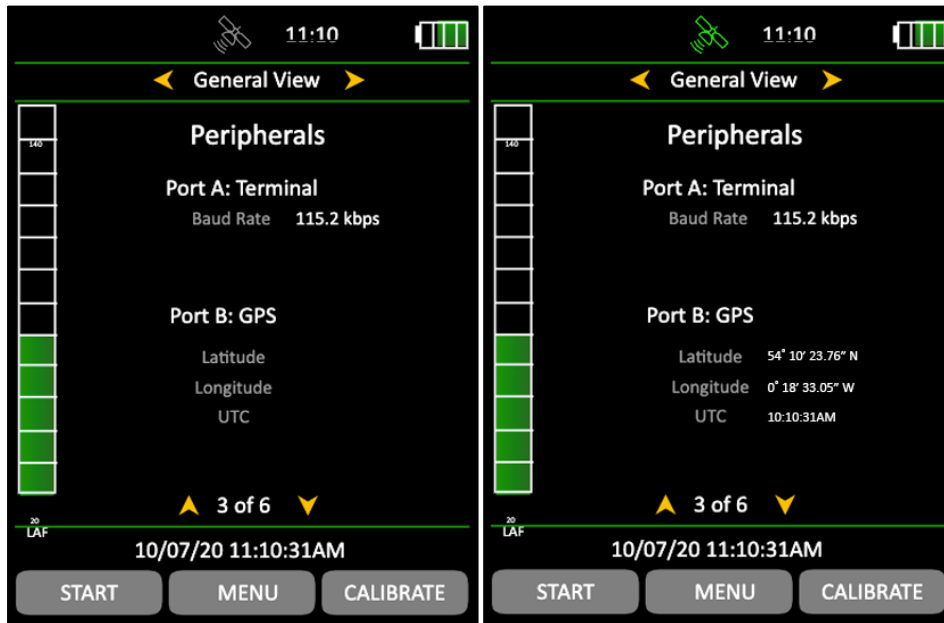 11:10
General View
140
Peripherals
Port A: Terminal
Baud Rate 115.2 kbps
Port B: GPS
Latitude
Longitude
UTC
3 of 6
20
LAF
10/07/20 11:10:31AM
START MENU CALIBRATE
11:10
General View
140
Peripherals
Port A: Terminal
Baud Rate 115.2 kbps
Port B: GPS
Latitude 54° 10′ 23.76″ N
Longitude 0° 18′ 33.05″ W
UTC 10:10:31AM
3 of 6
20
LAF
10/07/20 11:10:31AM
START MENU CALIBRATE